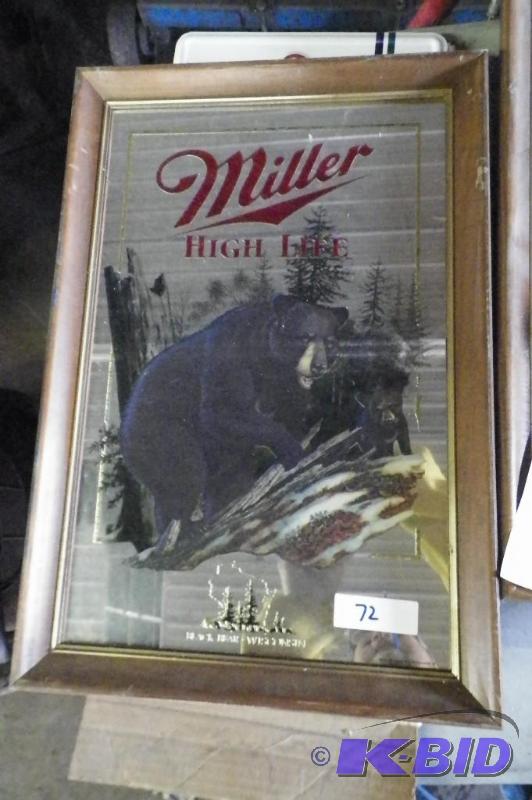 Miller
HIGH LIFE
72
BLACK BEAR - WISCONSIN
© K-BID